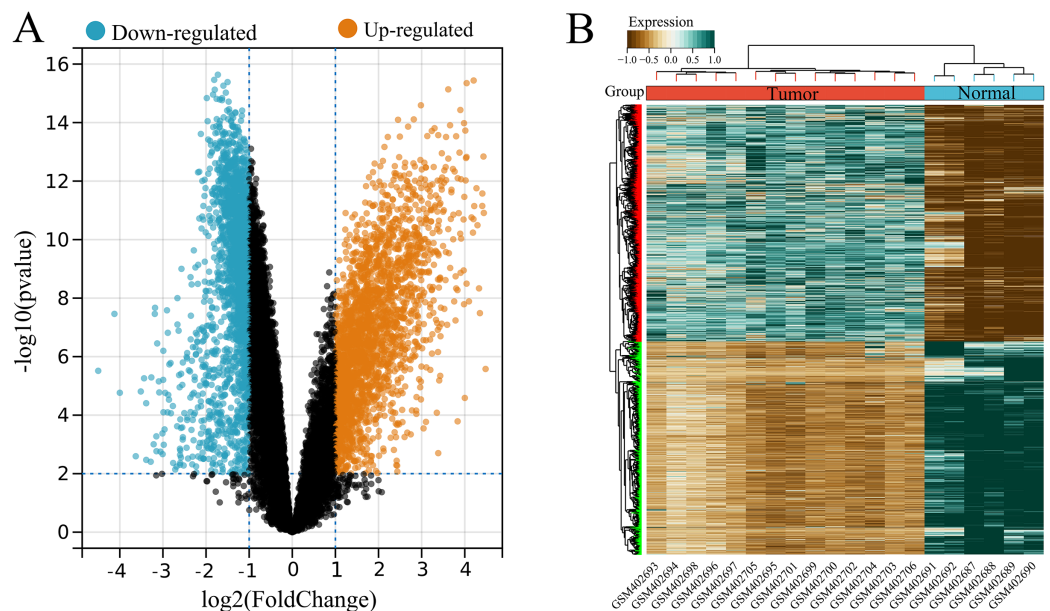 A
Down-regulated
Up-regulated
-log10(pvalue)
16
14
12
10
8
6
4
2
0
-4 -3 -2 -1 0 1 2 3 4
log2(FoldChange)
B
Expression
−1.0 −0.5 0.0 0.5 1.0
Group Tumor Normal
GSM402693
GSM402694
GSM402698
GSM402696
GSM402697
GSM402705
GSM402695
GSM402701
GSM402699
GSM402700
GSM402702
GSM402704
GSM402703
GSM402706
GSM402691
GSM402692
GSM402687
GSM402688
GSM402689
GSM402690